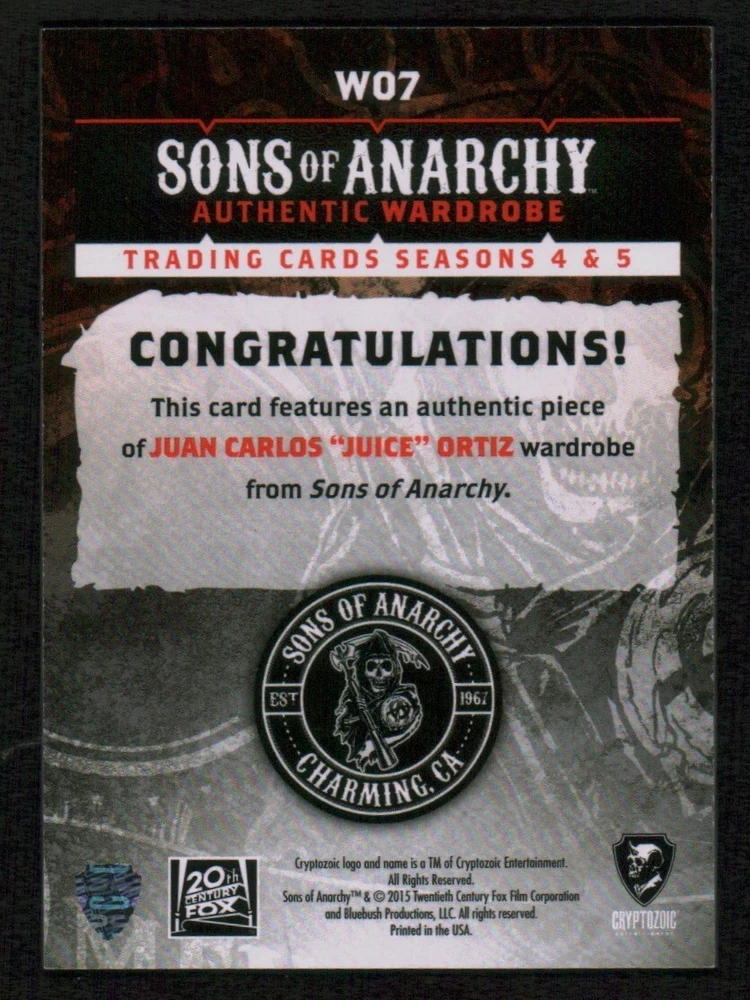 W07
SONS OF ANARCHY™
AUTHENTIC WARDROBE
TRADING CARDS SEASONS 4 & 5
CONGRATULATIONS!
This card features an authentic piece
of JUAN CARLOS “JUICE” ORTIZ wardrobe
from Sons of Anarchy.
SONS OF ANARCHY
EST 1967
CHARMING, CA
20th
CENTURY
FOX
Cryptozoic logo and name is a TM of Cryptozoic Entertainment.
All Rights Reserved.
Sons of Anarchy™ & © 2015 Twentieth Century Fox Film Corporation
and Bluebush Productions, LLC. All rights reserved.
Printed in the USA.
CRYPTOZOIC
ENTERTAINMENT